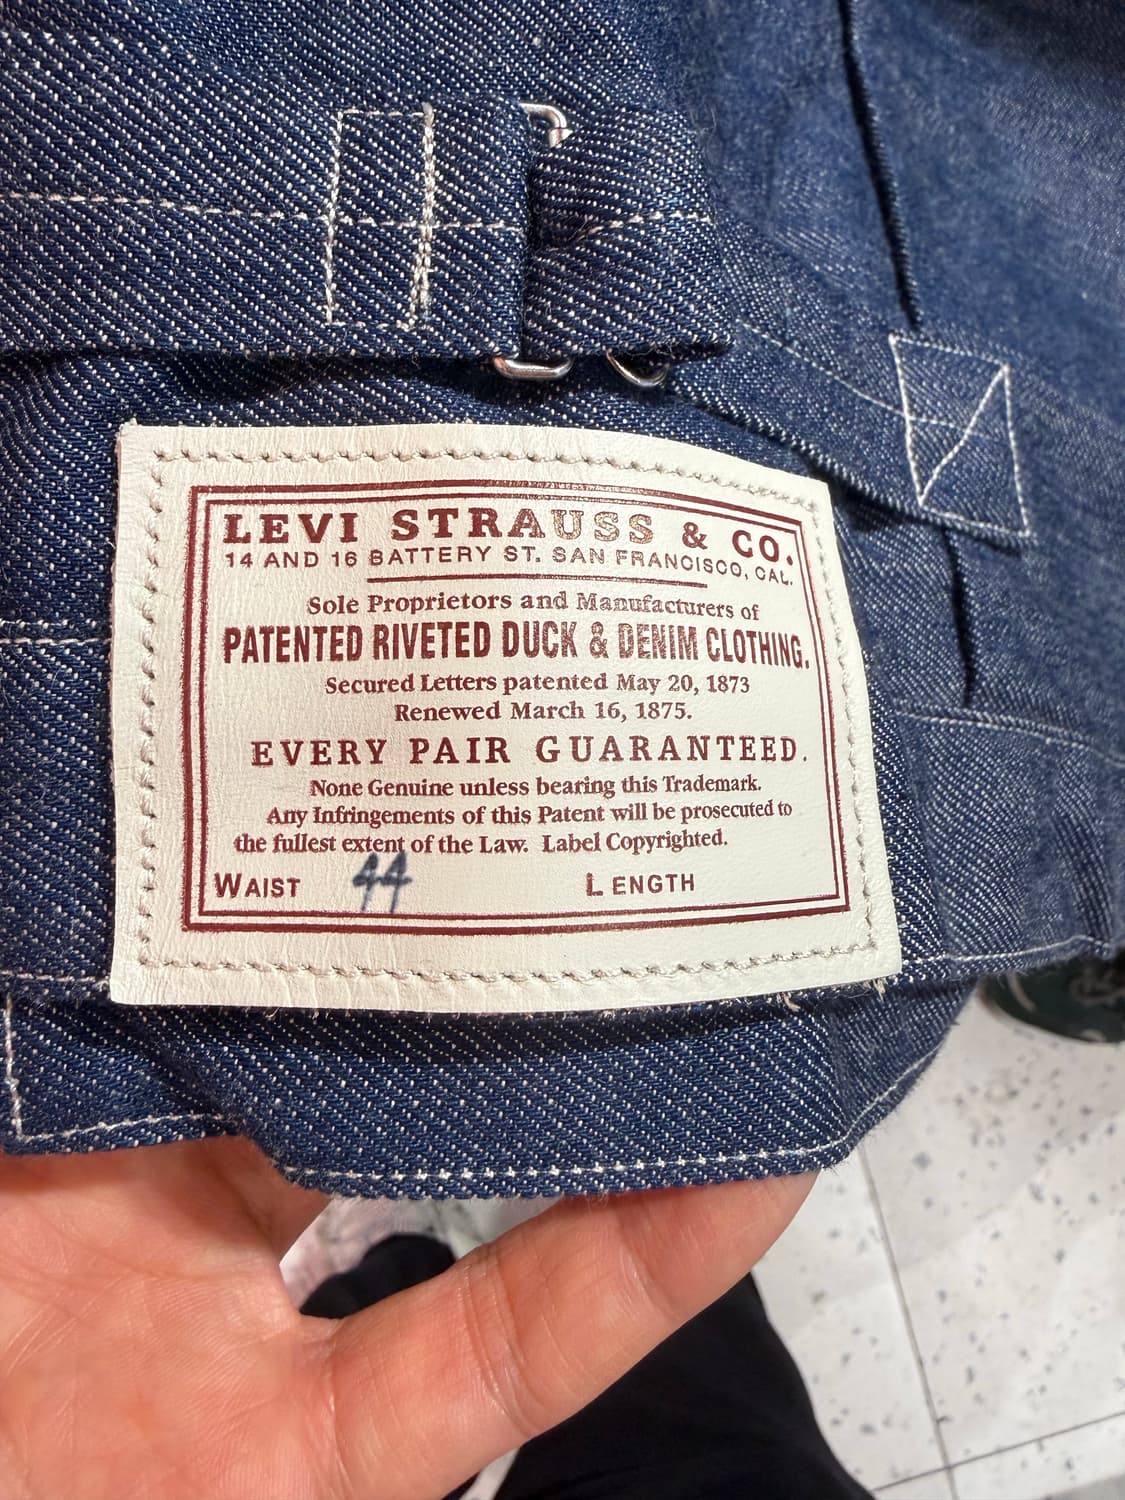 LEVI STRAUSS & CO.
14 AND 16 BATTERY ST. SAN FRANCISCO, CAL.
Sole Proprietors and Manufacturers of
PATENTED RIVETED DUCK & DENIM CLOTHING.
Secured Letters patented May 20, 1873
Renewed March 16, 1875.
EVERY PAIR GUARANTEED.
None Genuine unless bearing this Trademark.
Any Infringements of this Patent will be prosecuted to
the fullest extent of the Law. Label Copyrighted.
WAIST 44 LENGTH